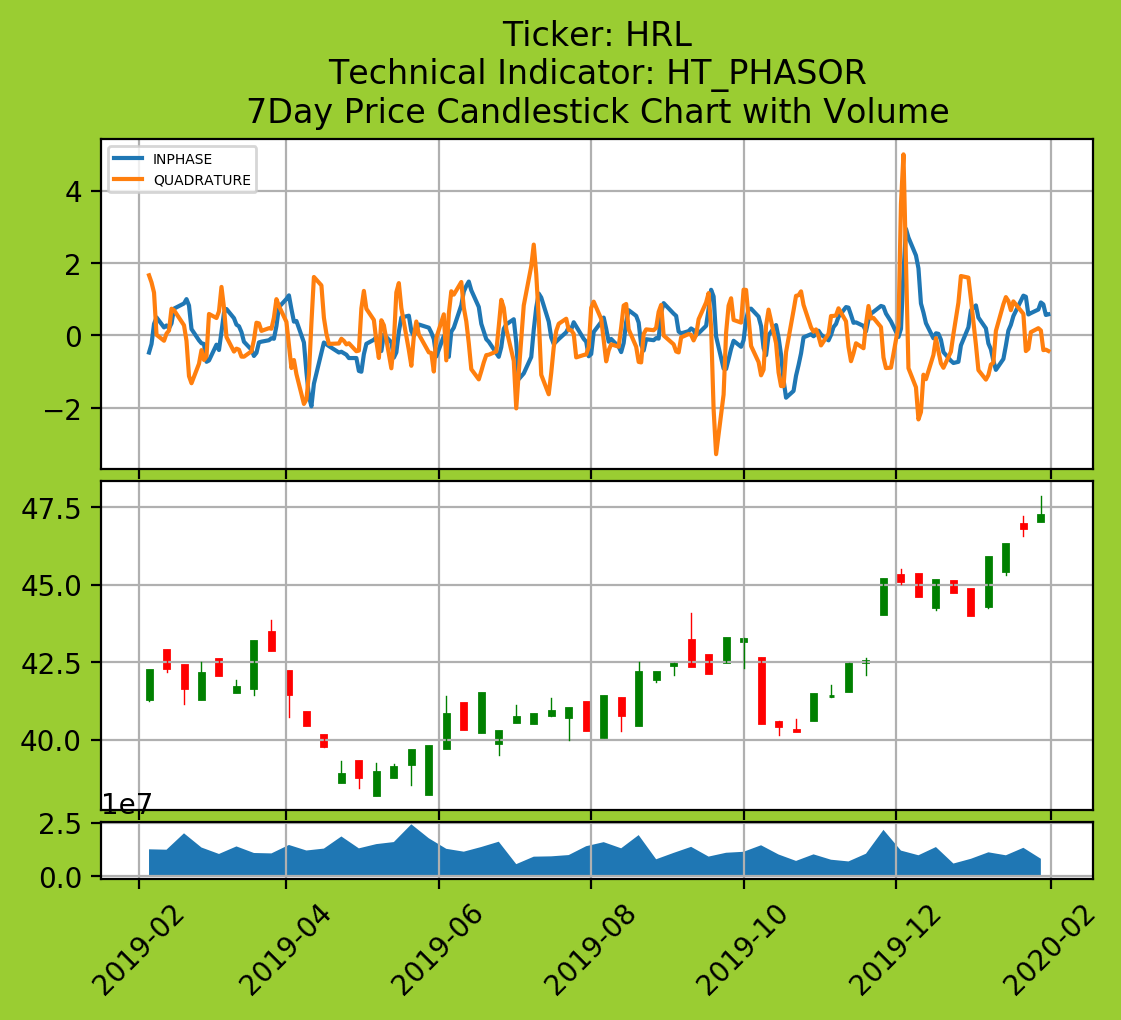 Ticker: HRL
Technical Indicator: HT_PHASOR
7Day Price Candlestick Chart with Volume
INPHASE
QUADRATURE
4
2
0
−2
47.5
45.0
42.5
40.0
1e7
2.5
0.0
2019-02
2019-04
2019-06
2019-08
2019-10
2019-12
2020-02